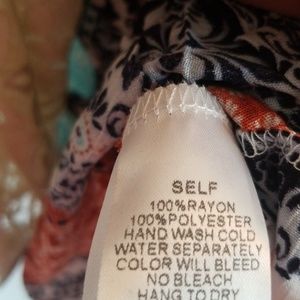 SELF
100%RAYON
100%POLYESTER
HAND WASH COLD
WATER SEPARATELY
COLOR WILL BLEED
NO BLEACH
HANG TO DRY